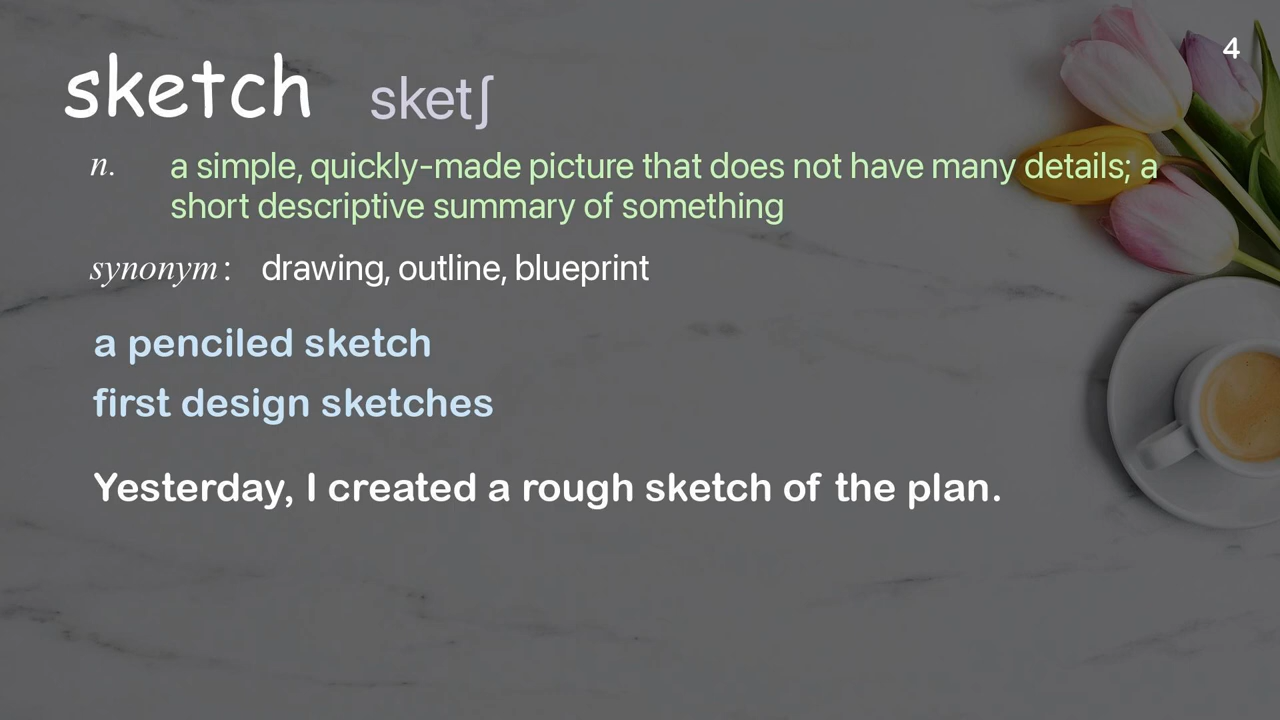 4
sketch sketʃ
n. a simple, quickly-made picture that does not have many details; a
short descriptive summary of something
synonym: drawing, outline, blueprint
a penciled sketch
first design sketches
Yesterday, I created a rough sketch of the plan.